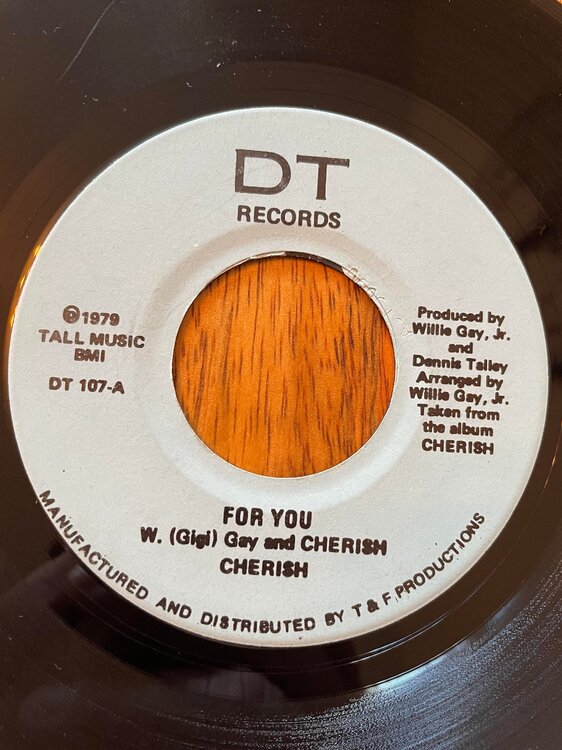 DT
RECORDS
℗1979
TALL MUSIC
BMI
DT 107-A
Produced by
Willie Gay, Jr.
and
Dennis Talley
Arranged by
Willie Gay, Jr.
Taken from
the album
CHERISH
FOR YOU
W. (Gigi) Gay and CHERISH
CHERISH
MANUFACTURED AND DISTRIBUTED BY T & F PRODUCTIONS